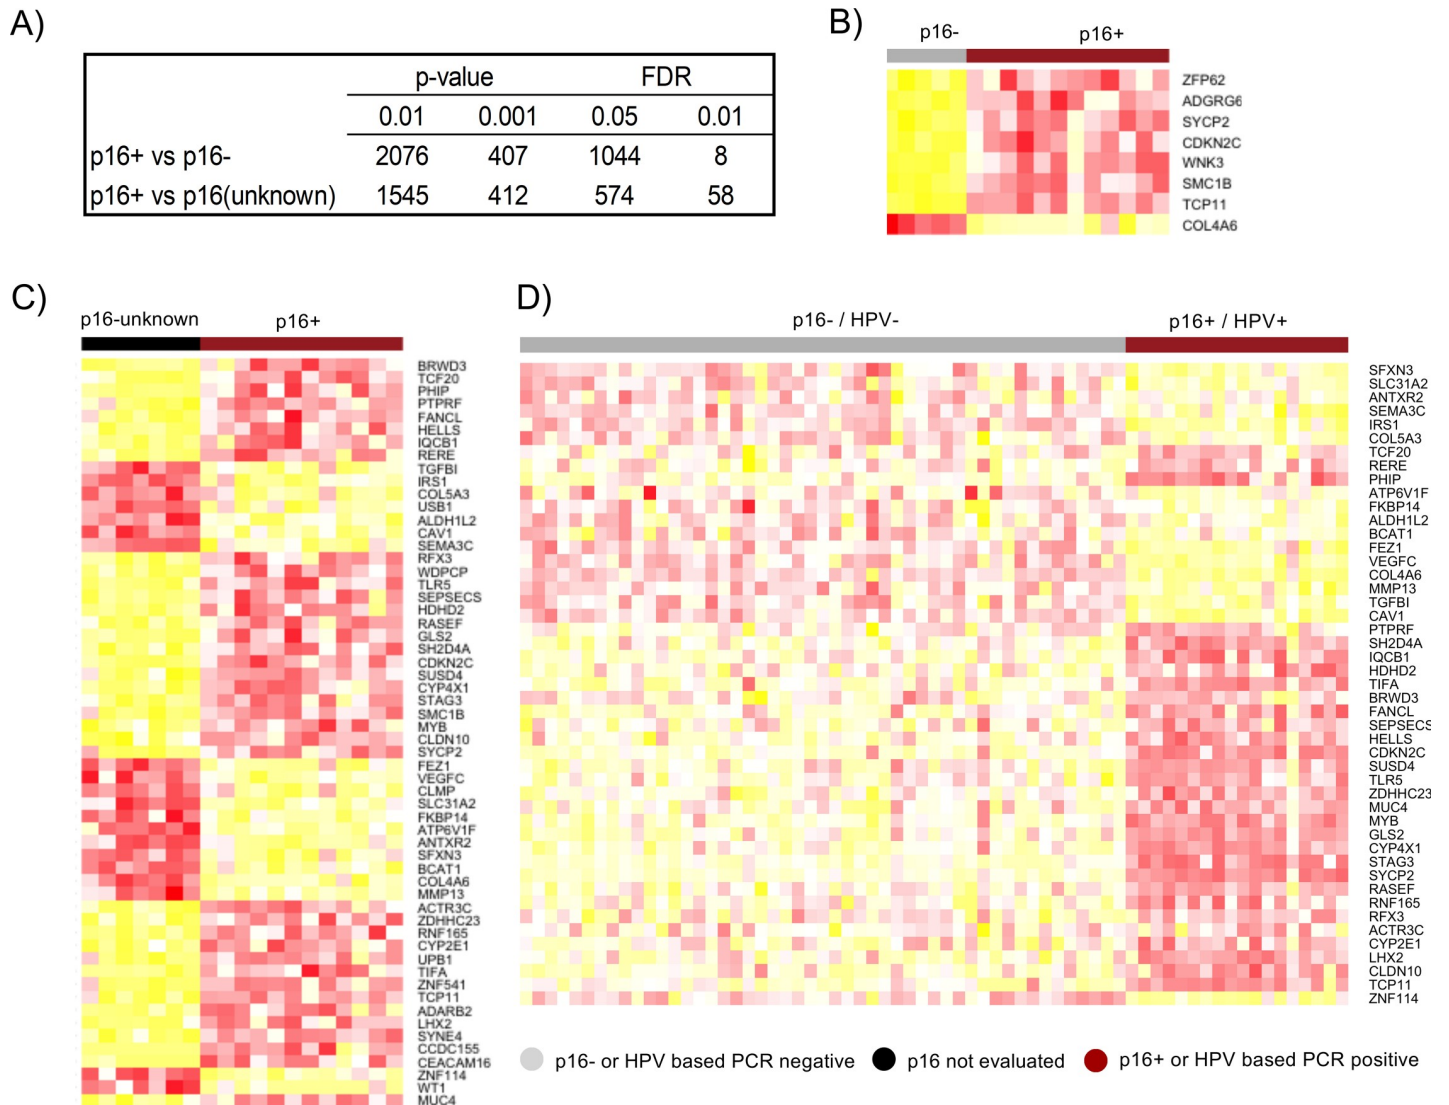 A)
p-value FDR
0.01 0.001 0.05 0.01
p16+ vs p16- 2076 407 1044 8
p16+ vs p16(unknown) 1545 412 574 58
B)
p16- p16+
ZFP62
ADGRG6
SYCP2
CDKN2C
WNK3
SMC1B
TCP11
COL4A6
C)
p16-unknown p16+
BRWD3
TCF20
PHIP
PTPRF
FANCL
HELLS
IQCB1
RERE
TGFBI
IRS1
COL5A3
USB1
ALDH1L2
CAV1
SEMA3C
RFX3
WDPCP
TLR5
SEPSECS
HDHD2
RASEF
GLS2
SH2D4A
CDKN2C
SUSD4
CYP4X1
STAG3
SMC1B
MYB
CLDN10
SYCP2
FEZ1
VEGFC
CLMP
SLC31A2
FKBP14
ATP6V1F
ANTXR2
SFXN3
BCAT1
COL4A6
MMP13
ACTR3C
ZDHHC23
RNF165
CYP2E1
UPB1
TIFA
ZNF541
TCP11
ADARB2
LHX2
SYNE4
CCDC155
CEACAM16
ZNF114
WT1
MUC4
D)
p16- / HPV- p16+ / HPV+
SFXN3
SLC31A2
ANTXR2
SEMA3C
IRS1
COL5A3
TCF20
RERE
PHIP
ATP6V1F
FKBP14
ALDH1L2
BCAT1
FEZ1
VEGFC
COL4A6
MMP13
TGFBI
CAV1
PTPRF
SH2D4A
IQCB1
HDHD2
TIFA
BRWD3
FANCL
SEPSECS
HELLS
CDKN2C
SUSD4
TLR5
ZDHHC23
MUC4
MYB
GLS2
CYP4X1
STAG3
SYCP2
RASEF
RNF165
RFX3
ACTR3C
CYP2E1
LHX2
CLDN10
TCP11
ZNF114
p16- or HPV based PCR negative p16 not evaluated p16+ or HPV based PCR positive